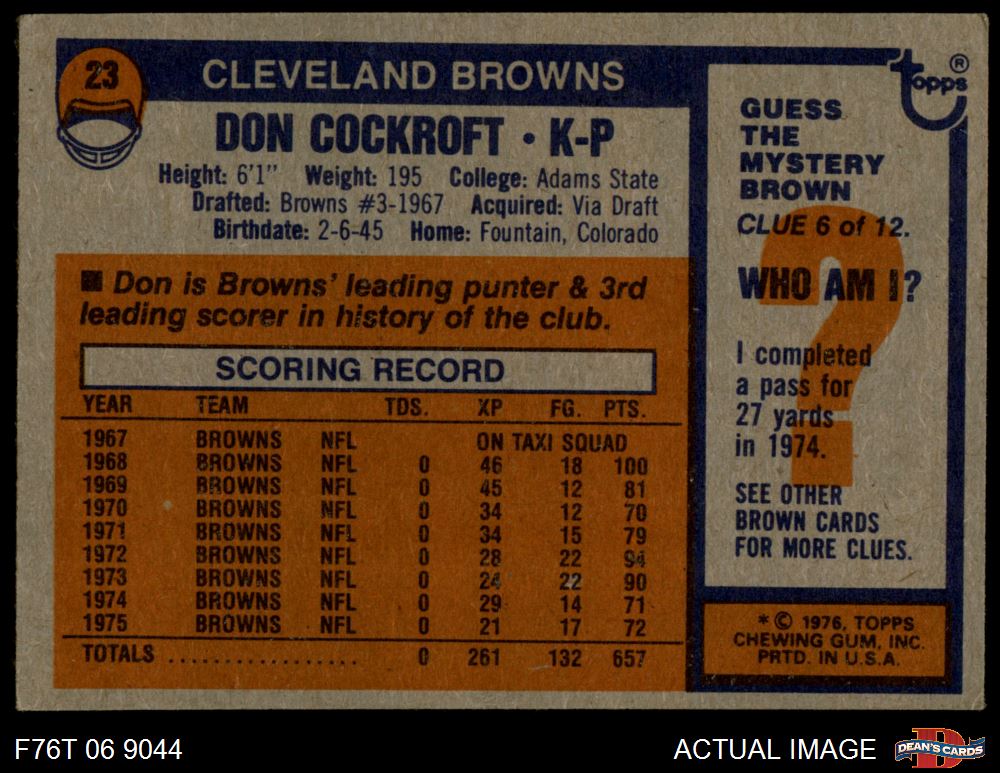 23
CLEVELAND BROWNS
DON COCKROFT • K-P
Height: 6'1" Weight: 195 College: Adams State
Drafted: Browns #3-1967 Acquired: Via Draft
Birthdate: 2-6-45 Home: Fountain, Colorado
■ Don is Browns' leading punter & 3rd
leading scorer in history of the club.
SCORING RECORD
YEAR TEAM TDS. XP FG. PTS.
1967 BROWNS NFL ON TAXI SQUAD
1968 BROWNS NFL 0 46 18 100
1969 BROWNS NFL 0 45 12 81
1970 BROWNS NFL 0 34 12 70
1971 BROWNS NFL 0 34 15 79
1972 BROWNS NFL 0 28 22 94
1973 BROWNS NFL 0 24 22 90
1974 BROWNS NFL 0 29 14 71
1975 BROWNS NFL 0 21 17 72
TOTALS .................. 0 261 132 657
topps®
GUESS
THE
MYSTERY
BROWN
CLUE 6 of 12.
WHO AM I?
?
I completed
a pass for
27 yards
in 1974.
SEE OTHER
BROWN CARDS
FOR MORE CLUES.
* © 1976, TOPPS
CHEWING GUM, INC.
PRTD. IN U.S.A.
F76T 06 9044
ACTUAL IMAGE
D
DEAN'S CARDS